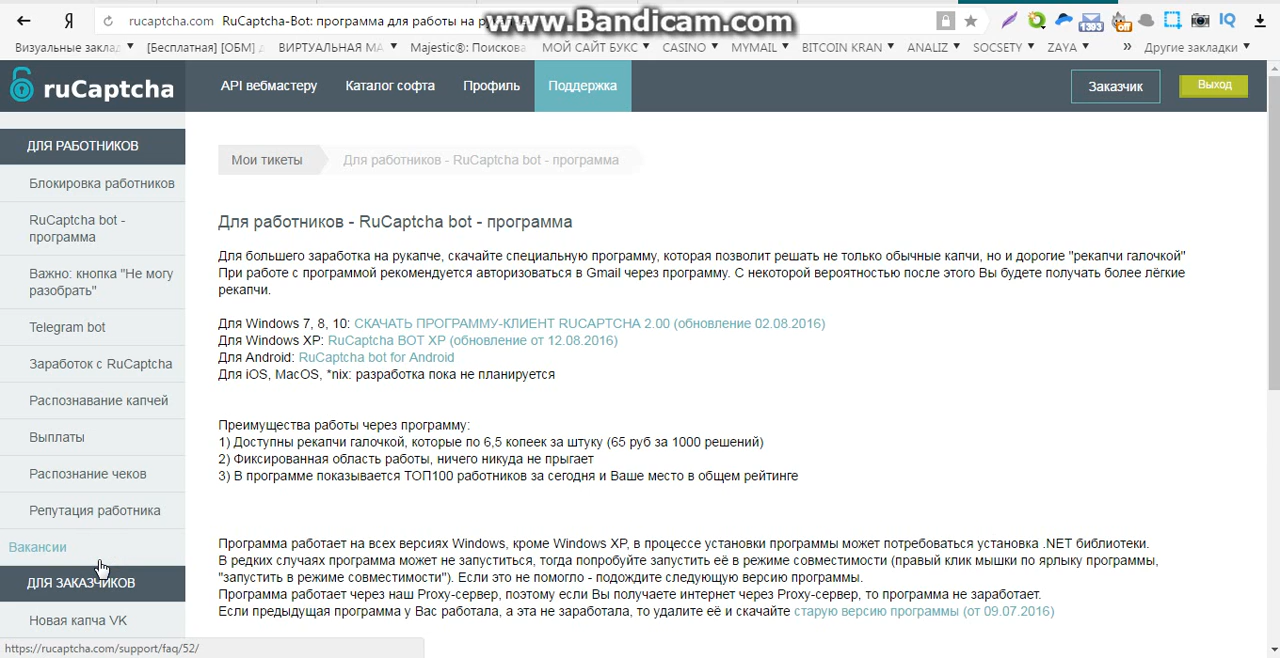 Я rucaptcha.com RuCaptcha-Bot: программа для работы на
www.Bandicam.com
Визуальные заклад [Бесплатная] [ОБМ] ВИРТУАЛЬНАЯ МА Majestic®: Поискова МОЙ САЙТ БУКС CASINO MYMAIL BITCOIN KRAN ANALIZ SOCSETY ZAYA » Другие закладки
ruCaptcha API вебмастеру Каталог софта Профиль Поддержка Заказчик Выход
ДЛЯ РАБОТНИКОВ
Блокировка работников
RuCaptcha bot -
программа
Важно: кнопка "Не могу
разобрать"
Telegram bot
Заработок с RuCaptcha
Распознавание капчей
Выплаты
Распознание чеков
Репутация работника
Вакансии
ДЛЯ ЗАКАЗЧИКОВ
Новая капча VK
https://rucaptcha.com/support/faq/52/
Мои тикеты Для работников - RuCaptcha bot - программа
Для работников - RuCaptcha bot - программа
Для большего заработка на рукапче, скачайте специальную программу, которая позволит решать не только обычные капчи, но и дорогие "рекапчи галочкой"
При работе с программой рекомендуется авторизоваться в Gmail через программу. С некоторой вероятностью после этого Вы будете получать более лёгкие
рекапчи.
Для Windows 7, 8, 10: СКАЧАТЬ ПРОГРАММУ-КЛИЕНТ RUCAPTCHA 2.00 (обновление 02.08.2016)
Для Windows XP: RuCaptcha BOT XP (обновление от 12.08.2016)
Для Android: RuCaptcha bot for Android
Для iOS, MacOS, *nix: разработка пока не планируется
Преимущества работы через программу:
1) Доступны рекапчи галочкой, которые по 6,5 копеек за штуку (65 руб за 1000 решений)
2) Фиксированная область работы, ничего никуда не прыгает
3) В программе показывается ТОП100 работников за сегодня и Ваше место в общем рейтинге
Программа работает на всех версиях Windows, кроме Windows XP, в процессе установки программы может потребоваться установка .NET библиотеки.
В редких случаях программа может не запуститься, тогда попробуйте запустить её в режиме совместимости (правый клик мышки по ярлыку программы,
"запустить в режиме совместимости"). Если это не помогло - подождите следующую версию программы.
Программа работает через наш Proxy-сервер, поэтому если Вы получаете интернет через Proxy-сервер, то программа не заработает.
Если предыдущая программа у Вас работала, а эта не заработала, то удалите её и скачайте старую версию программы (от 09.07.2016)